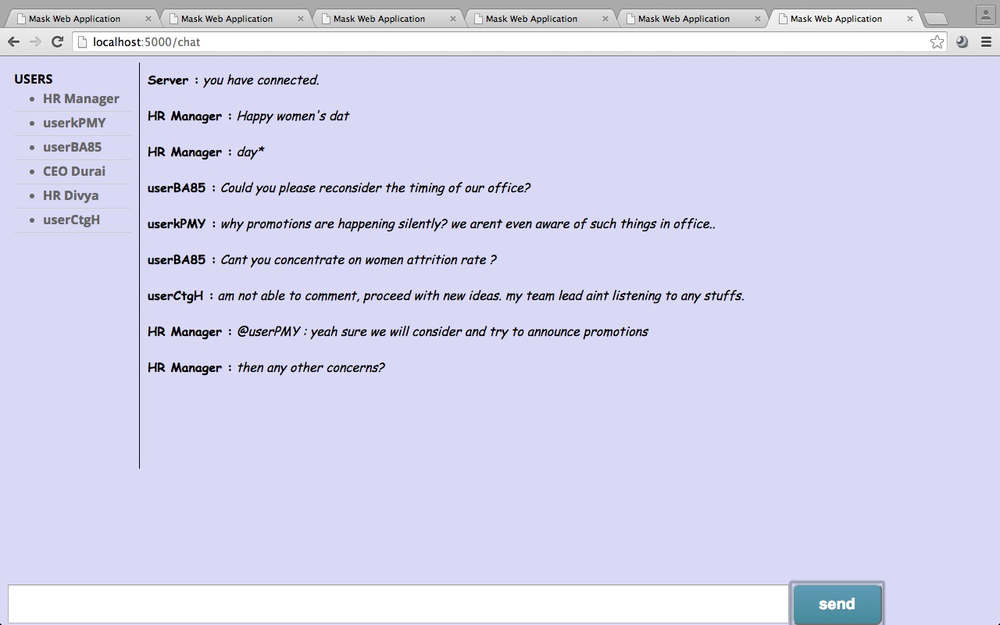 Mask Web Application Mask Web Application Mask Web Application Mask Web Application Mask Web Application Mask Web Application
localhost:5000/chat
USERS
HR Manager
userkPMY
userBA85
CEO Durai
HR Divya
userCtgH
Server : you have connected.
HR Manager : Happy women's dat
HR Manager : day*
userBA85 : Could you please reconsider the timing of our office?
userkPMY : why promotions are happening silently? we arent even aware of such things in office..
userBA85 : Cant you concentrate on women attrition rate ?
userCtgH : am not able to comment, proceed with new ideas. my team lead aint listening to any stuffs.
HR Manager : @userPMY : yeah sure we will consider and try to announce promotions
HR Manager : then any other concerns?
send